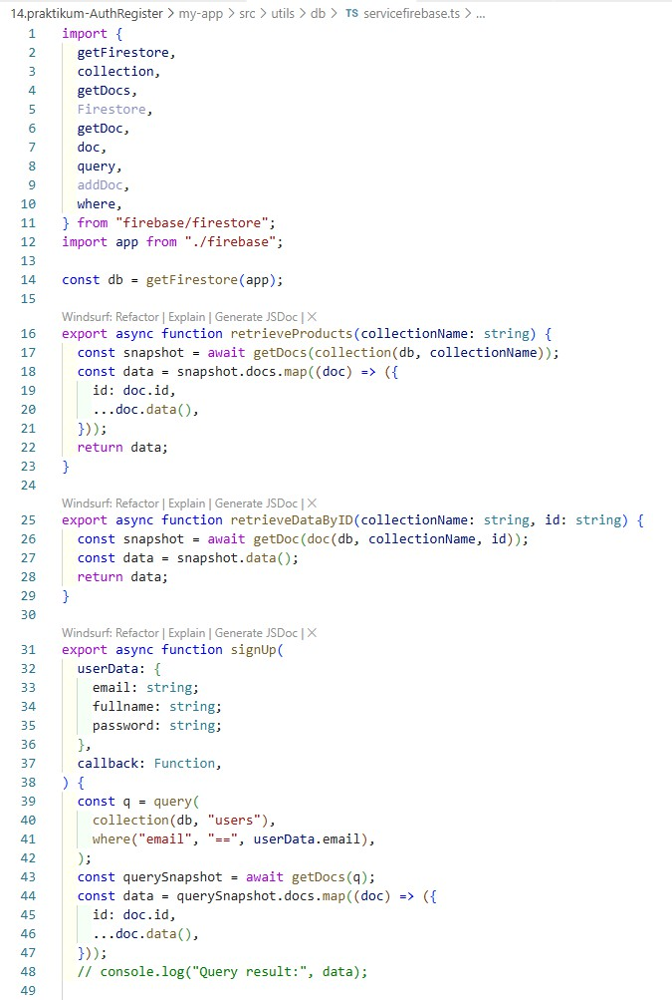 14.praktikum-AuthRegister > my-app > src > utils > db > TS servicefirebase.ts > ...
1 import {
2   getFirestore,
3   collection,
4   getDocs,
5   Firestore,
6   getDoc,
7   doc,
8   query,
9   addDoc,
10   where,
11 } from "firebase/firestore";
12 import app from "./firebase";
13
14 const db = getFirestore(app);
15
Windsurf: Refactor | Explain | Generate JSDoc | X
16 export async function retrieveProducts(collectionName: string) {
17   const snapshot = await getDocs(collection(db, collectionName));
18   const data = snapshot.docs.map((doc) => ({
19     id: doc.id,
20     ...doc.data(),
21   }));
22   return data;
23 }
24
Windsurf: Refactor | Explain | Generate JSDoc | X
25 export async function retrieveDataByID(collectionName: string, id: string) {
26   const snapshot = await getDoc(doc(db, collectionName, id));
27   const data = snapshot.data();
28   return data;
29 }
30
Windsurf: Refactor | Explain | Generate JSDoc | X
31 export async function signUp(
32   userData: {
33     email: string;
34     fullname: string;
35     password: string;
36   },
37   callback: Function,
38 ) {
39   const q = query(
40     collection(db, "users"),
41     where("email", "==", userData.email),
42   );
43   const querySnapshot = await getDocs(q);
44   const data = querySnapshot.docs.map((doc) => ({
45     id: doc.id,
46     ...doc.data(),
47   }));
48   // console.log("Query result:", data);
49